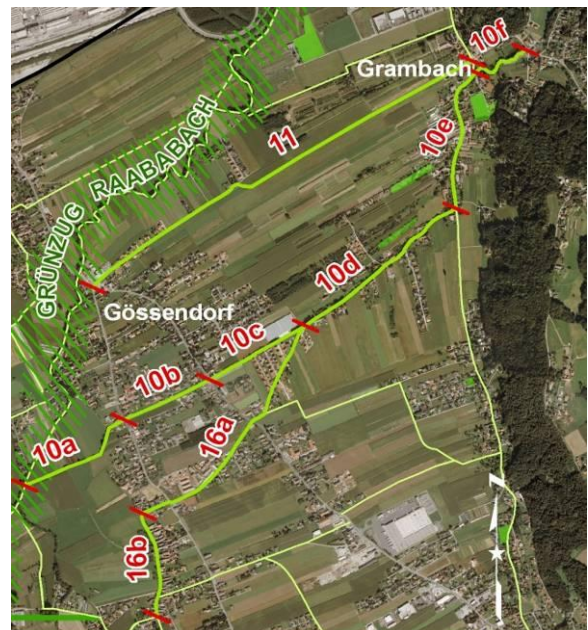 10f
Grambach
11
10e
GRÜNZUG RAABABACH
Gössendorf
10d
10c
10b
16a
10a
16b